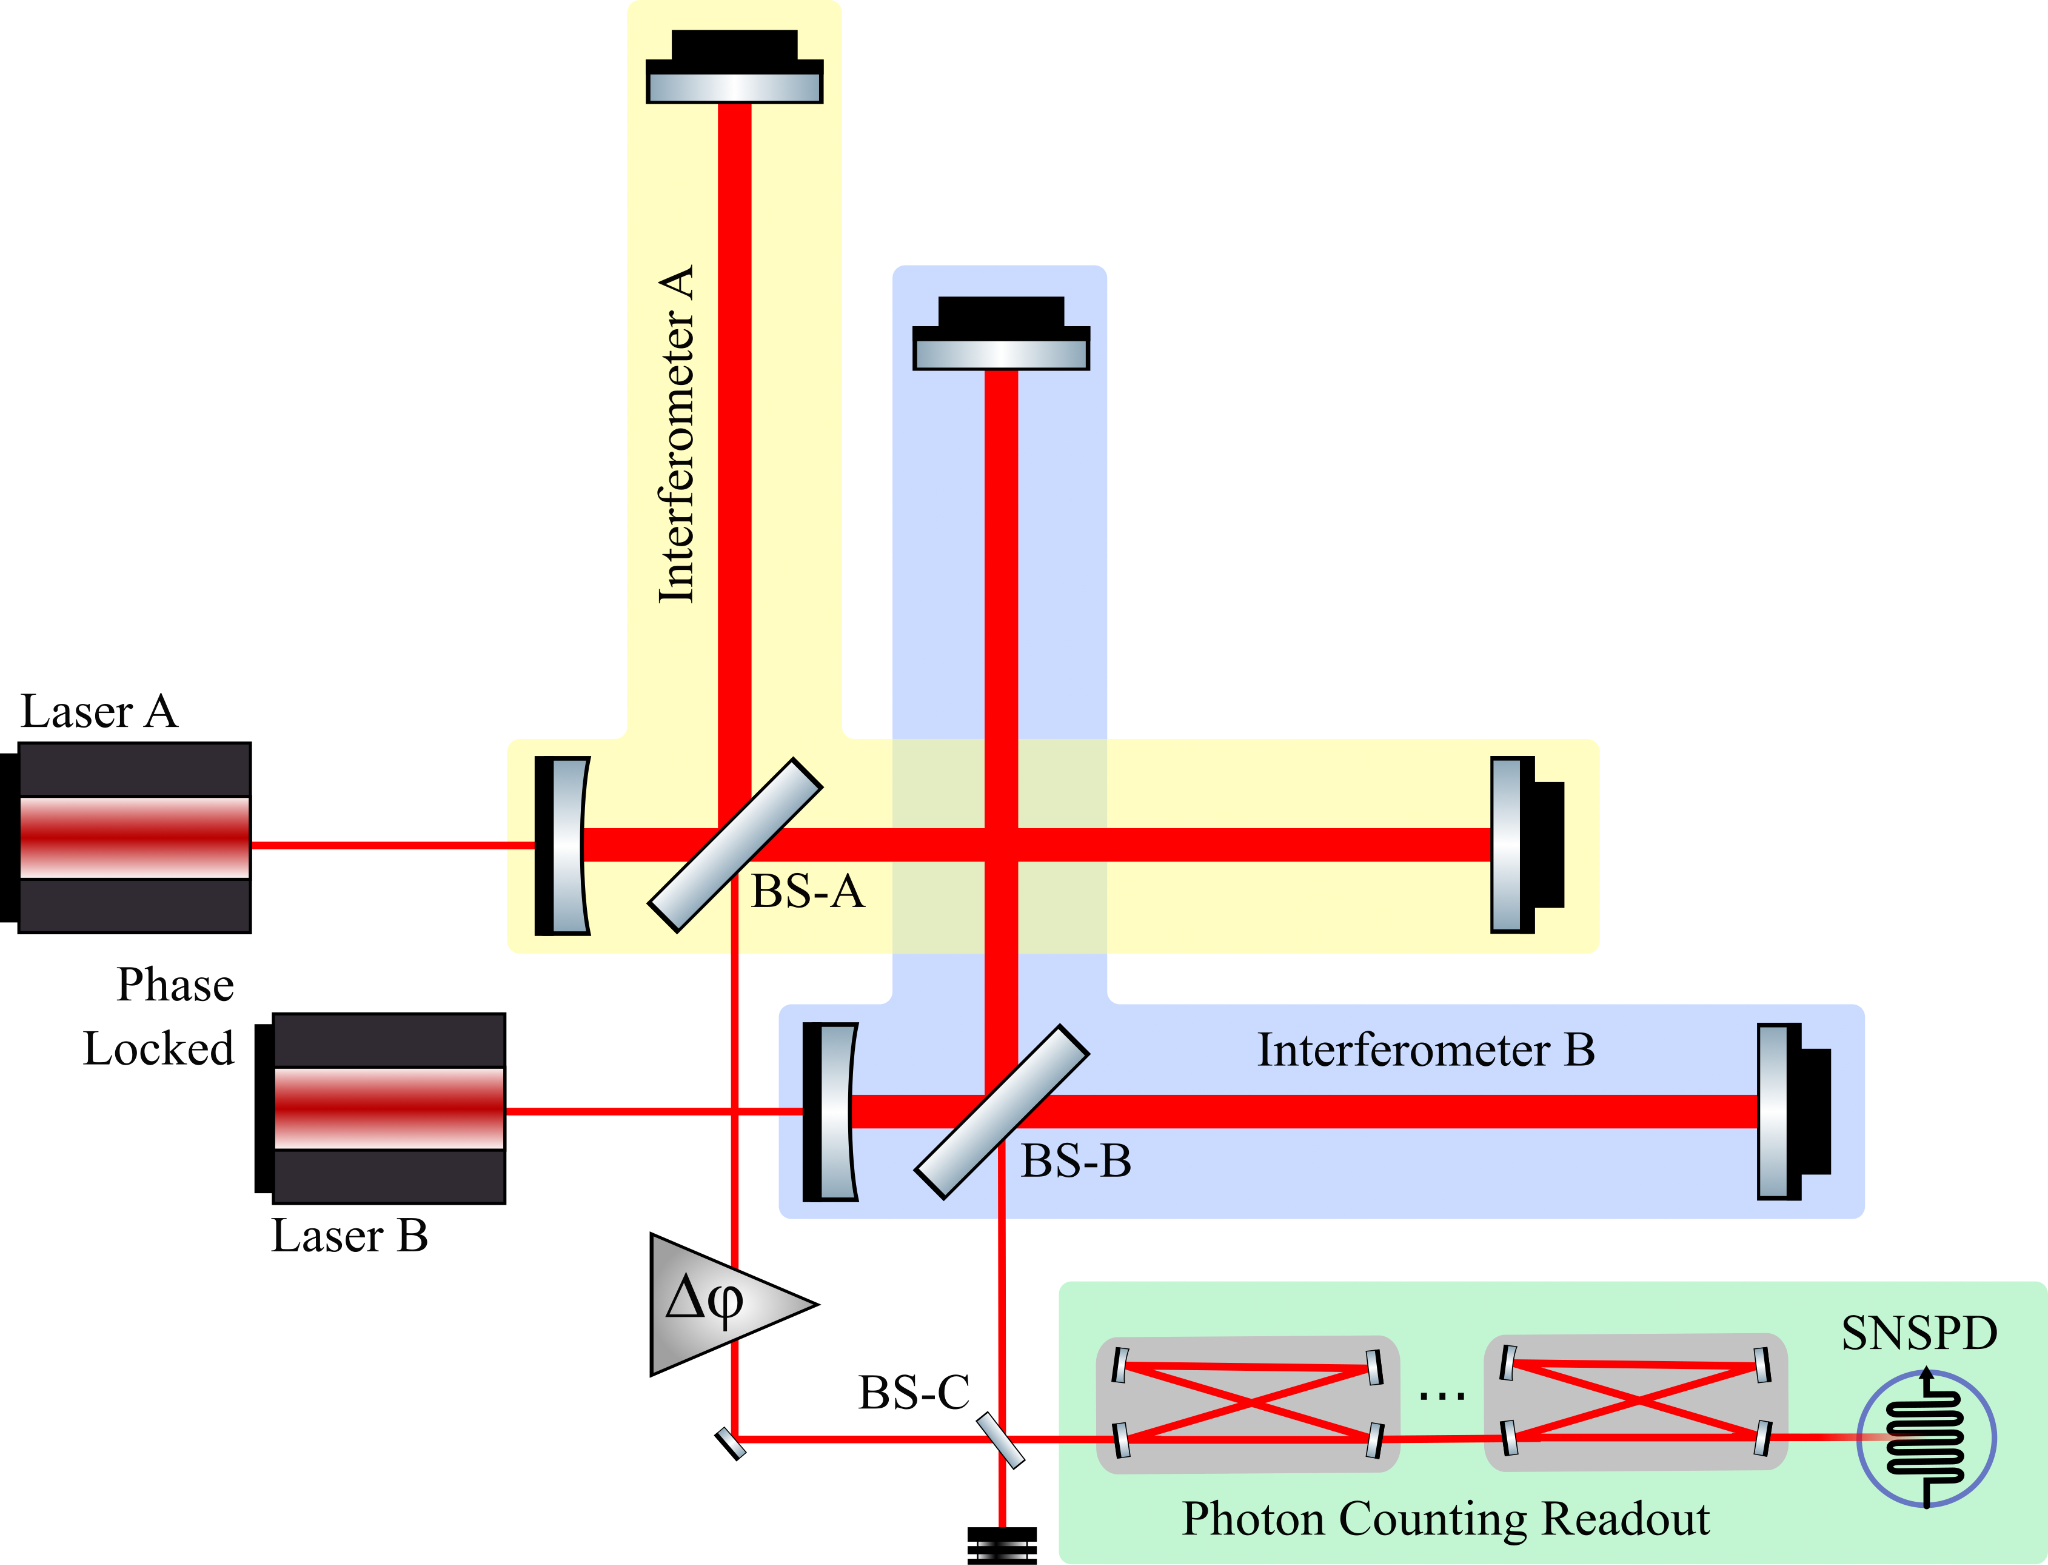 Interferometer A
Laser A
BS-A
Phase
Locked
Interferometer B
BS-B
Laser B
Δφ
BS-C
...
SNSPD
Photon Counting Readout